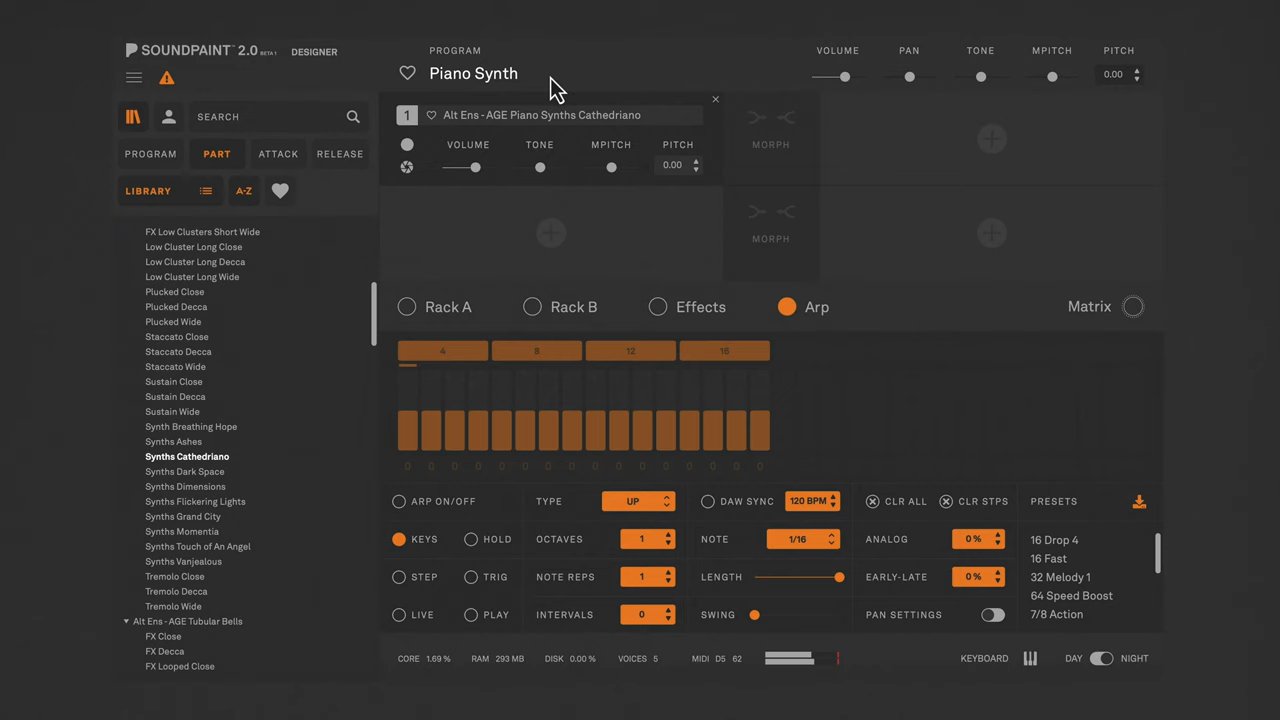 SOUNDPAINT™ 2.0 BETA 1 DESIGNER
PROGRAM
Piano Synth
VOLUME PAN TONE MPITCH PITCH
0.00
SEARCH
PROGRAM PART ATTACK RELEASE
LIBRARY A-Z
FX Low Clusters Short Wide
Low Cluster Long Close
Low Cluster Long Decca
Low Cluster Long Wide
Plucked Close
Plucked Decca
Plucked Wide
Staccato Close
Staccato Decca
Staccato Wide
Sustain Close
Sustain Decca
Sustain Wide
Synth Breathing Hope
Synths Ashes
Synths Cathedriano
Synths Dark Space
Synths Dimensions
Synths Flickering Lights
Synths Grand City
Synths Momentia
Synths Touch of An Angel
Synths Vanjealous
Tremolo Close
Tremolo Decca
Tremolo Wide
Alt Ens - AGE Tubular Bells
FX Close
FX Decca
FX Looped Close
1 Alt Ens - AGE Piano Synths Cathedriano
VOLUME TONE MPITCH PITCH
0.00
MORPH
MORPH
Rack A Rack B Effects Arp Matrix
4 8 12 16
0 0 0 0 0 0 0 0 0 0 0 0 0 0 0 0
ARP ON/OFF TYPE UP DAW SYNC 120 BPM CLR ALL CLR STPS PRESETS
KEYS HOLD OCTAVES 1 NOTE 1/16 ANALOG 0 %
STEP TRIG NOTE REPS 1 LENGTH EARLY-LATE 0 %
LIVE PLAY INTERVALS 0 SWING PAN SETTINGS
16 Drop 4
16 Fast
32 Melody 1
64 Speed Boost
7/8 Action
CORE 1.69 % RAM 293 MB DISK 0.00 % VOICES 5 MIDI D5 62 KEYBOARD DAY NIGHT